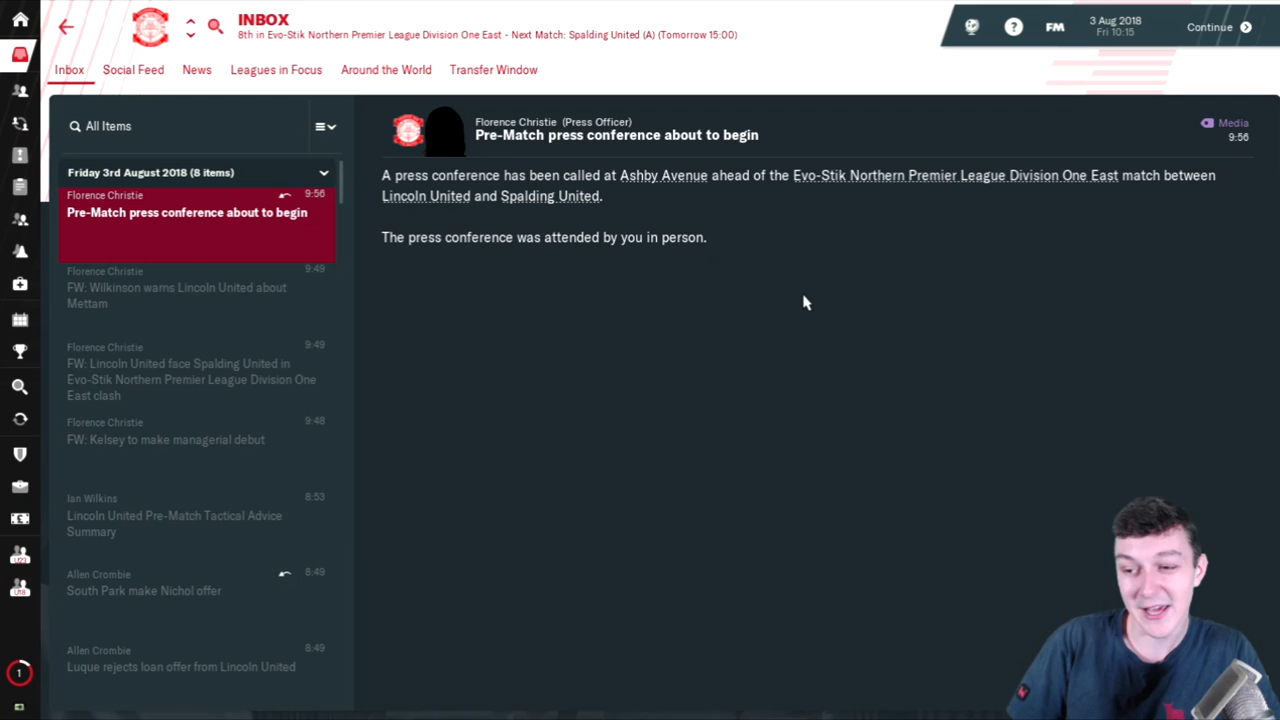 INBOX
8th in Evo-Stik Northern Premier League Division One East - Next Match: Spalding United (A) (Tomorrow 15:00)
FM
3 Aug 2018
Fri 10:15
Continue
Inbox
Social Feed
News
Leagues in Focus
Around the World
Transfer Window
All Items
Friday 3rd August 2018 (8 items)
Florence Christie 9:56
Pre-Match press conference about to begin
Florence Christie 9:49
FW: Wilkinson warns Lincoln United about
Mettam
Florence Christie 9:49
FW: Lincoln United face Spalding United in
Evo-Stik Northern Premier League Division One
East clash
Florence Christie 9:48
FW: Kelsey to make managerial debut
Ian Wilkins 8:53
Lincoln United Pre-Match Tactical Advice
Summary
Allen Crombie 8:49
South Park make Nichol offer
Allen Crombie 8:49
Luque rejects loan offer from Lincoln United
Florence Christie (Press Officer)
Pre-Match press conference about to begin
Media
9:56
A press conference has been called at Ashby Avenue ahead of the Evo-Stik Northern Premier League Division One East match between
Lincoln United and Spalding United.
The press conference was attended by you in person.
U23
U18
1